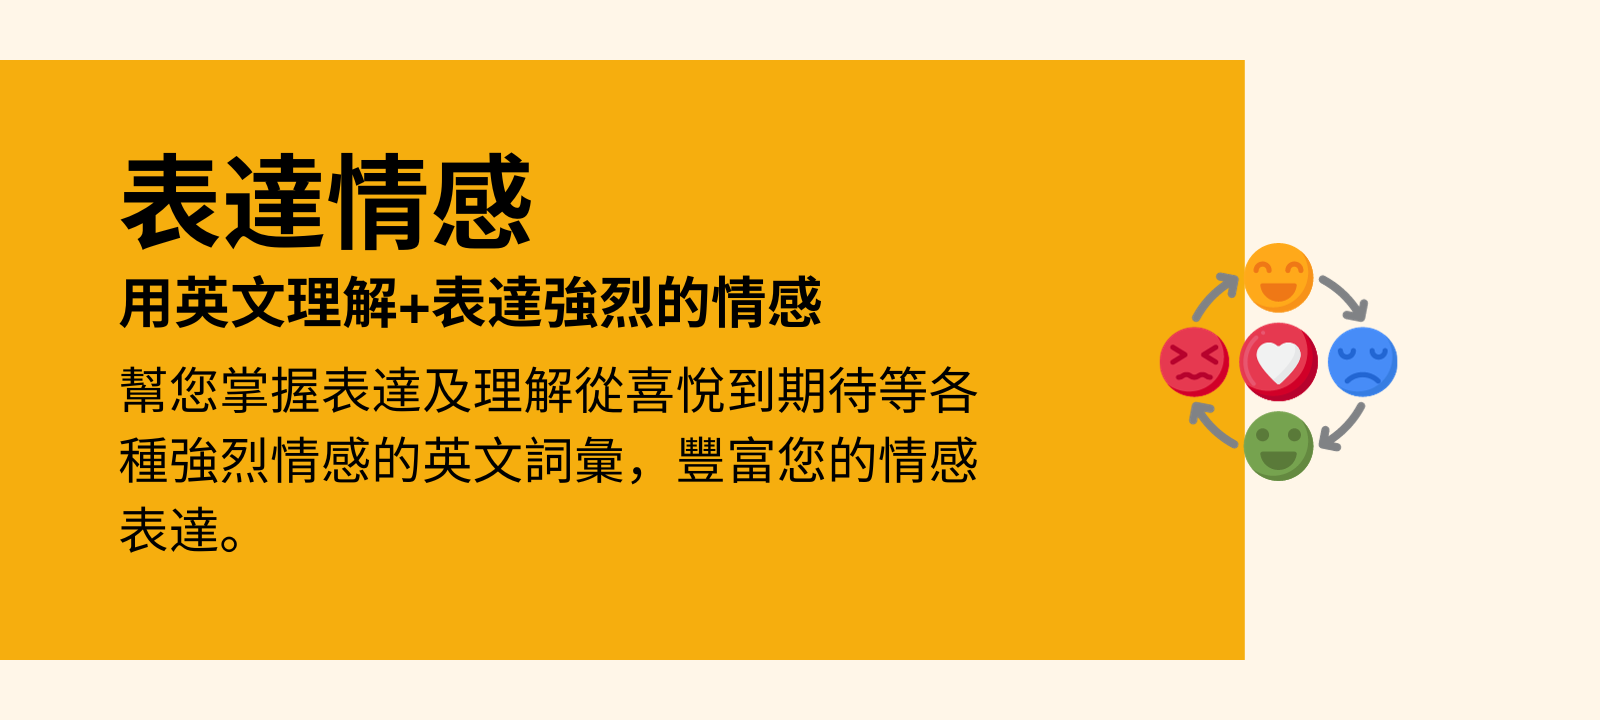 表達情感
用英文理解+表達強烈的情感
幫您掌握表達及理解從喜悅到期待等各
種強烈情感的英文詞彙，豐富您的情感
表達。